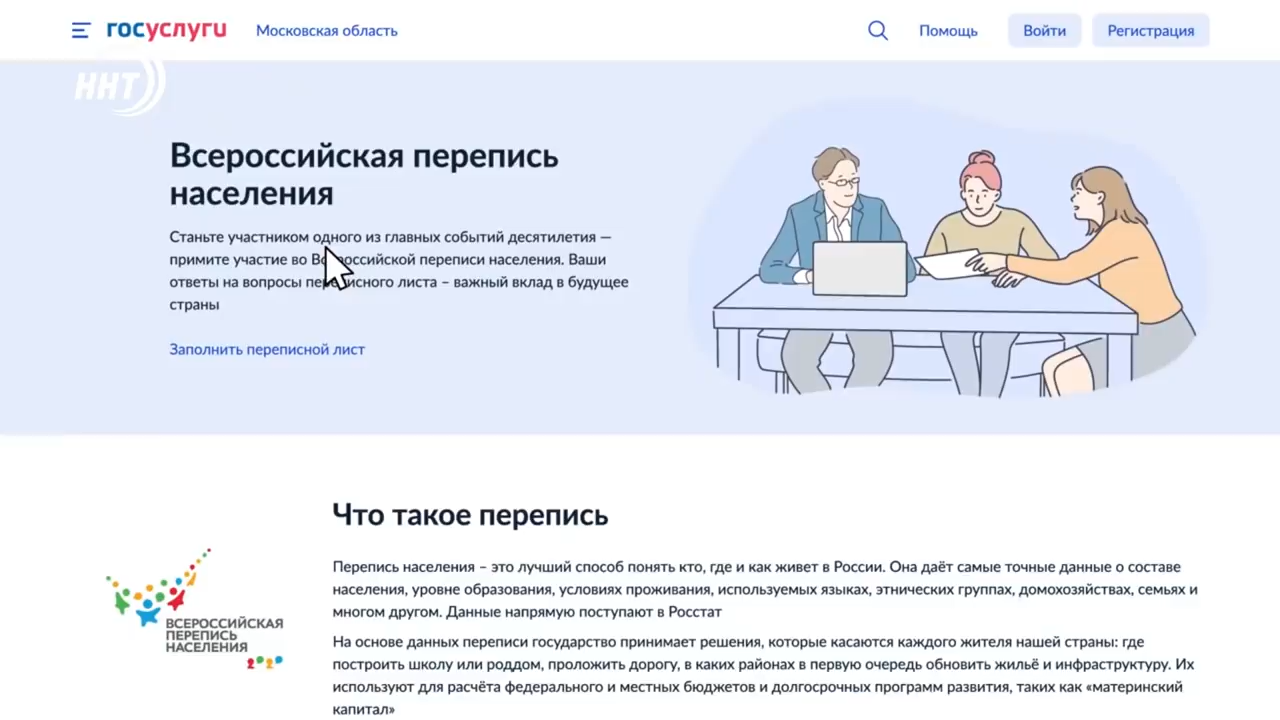 госуслуги
Московская область
Помощь
Войти
Регистрация
ННТ
Всероссийская перепись
населения
Станьте участником одного из главных событий десятилетия —
примите участие во Всероссийской переписи населения. Ваши
ответы на вопросы переписного листа – важный вклад в будущее
страны
Заполнить переписной лист
Что такое перепись
Перепись населения – это лучший способ понять кто, где и как живет в России. Она даёт самые точные данные о составе
населения, уровне образования, условиях проживания, используемых языках, этнических группах, домохозяйствах, семьях и
многом другом. Данные напрямую поступают в Росстат
ВСЕРОССИЙСКАЯ
ПЕРЕПИСЬ
НАСЕЛЕНИЯ
2020
На основе данных переписи государство принимает решения, которые касаются каждого жителя нашей страны: где
построить школу или роддом, проложить дорогу, в каких районах в первую очередь обновить жильё и инфраструктуру. Их
используют для расчёта федерального и местных бюджетов и долгосрочных программ развития, таких как «материнский
капитал»